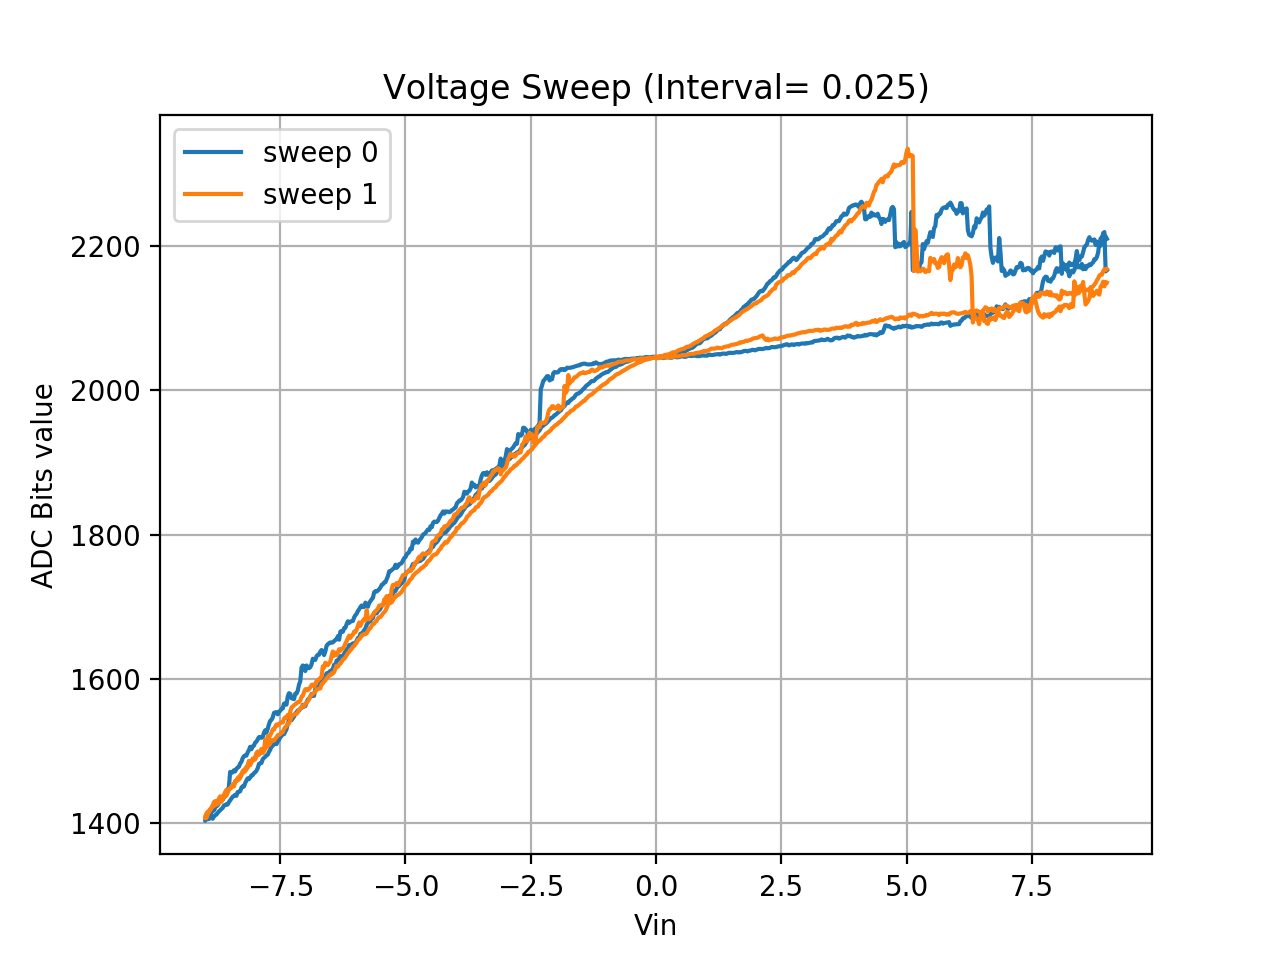 Voltage Sweep (Interval= 0.025)
sweep 0
sweep 1
ADC Bits value
2200
2000
1800
1600
1400
−7.5 −5.0 −2.5 0.0 2.5 5.0 7.5
Vin